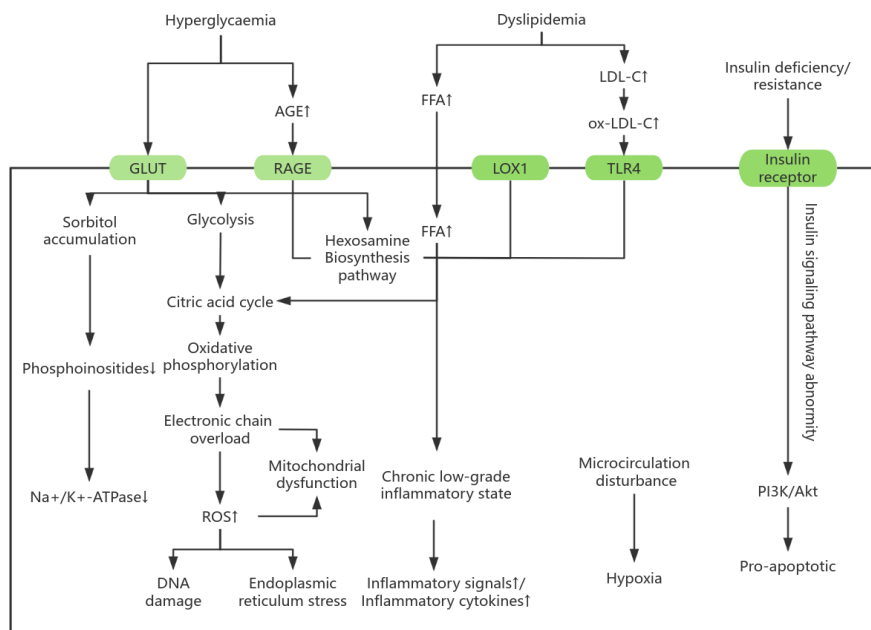 Hyperglycaemia
Dyslipidemia
AGE↑
FFA↑
LDL-C↑
ox-LDL-C↑
Insulin deficiency/
resistance
GLUT
RAGE
LOX1
TLR4
Insulin
receptor
Sorbitol
accumulation
Glycolysis
Hexosamine
Biosynthesis
pathway
FFA↑
Insulin signaling pathway abnormity
Citric acid cycle
Phosphoinositides↓
Oxidative
phosphorylation
Electronic chain
overload
Mitochondrial
dysfunction
Na+/K+-ATPase↓
ROS↑
Chronic low-grade
inflammatory state
Microcirculation
disturbance
PI3K/Akt
DNA
damage
Endoplasmic
reticulum stress
Inflammatory signals↑/
Inflammatory cytokines↑
Hypoxia
Pro-apoptotic